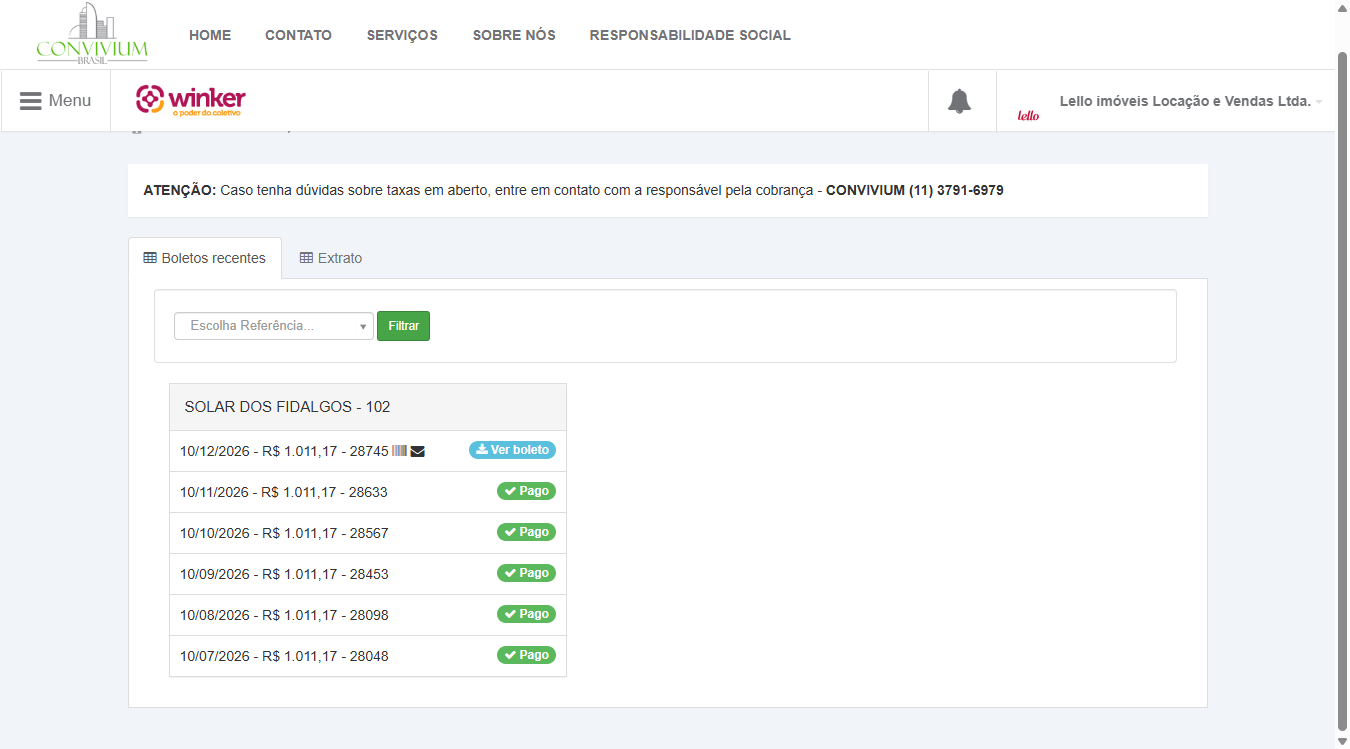 CONVIVIUM
BRASIL
HOME CONTATO SERVIÇOS SOBRE NÓS RESPONSABILIDADE SOCIAL
Menu
winker
o poder do coletivo
lello
Lello imóveis Locação e Vendas Ltda.
ATENÇÃO: Caso tenha dúvidas sobre taxas em aberto, entre em contato com a responsável pela cobrança - CONVIVIUM (11) 3791-6979
Boletos recentes
Extrato
Escolha Referência...
Filtrar
SOLAR DOS FIDALGOS - 102
10/12/2026 - R$ 1.011,17 - 28745 Ver boleto
10/11/2026 - R$ 1.011,17 - 28633 Pago
10/10/2026 - R$ 1.011,17 - 28567 Pago
10/09/2026 - R$ 1.011,17 - 28453 Pago
10/08/2026 - R$ 1.011,17 - 28098 Pago
10/07/2026 - R$ 1.011,17 - 28048 Pago